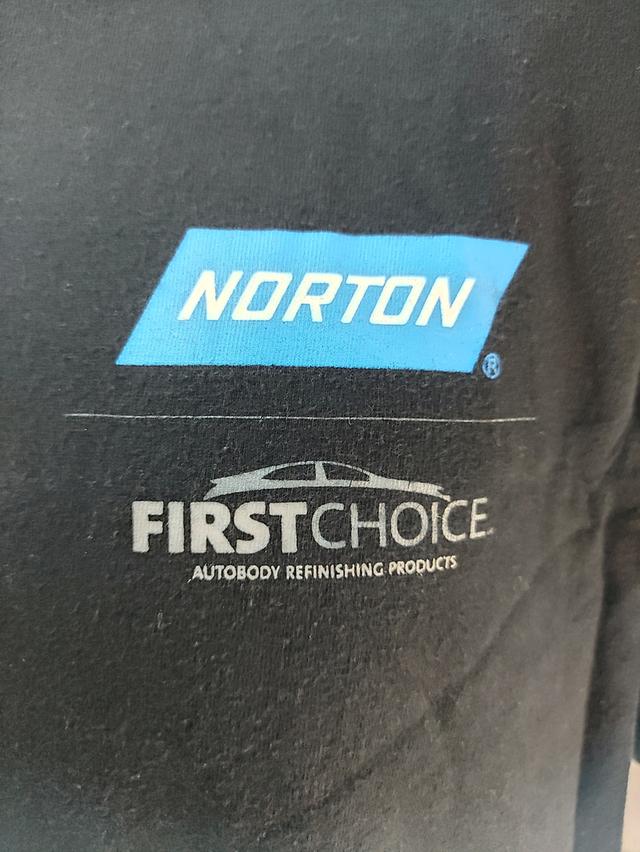 NORTON
®
FIRSTCHOICE
AUTOBODY REFINISHING PRODUCTS